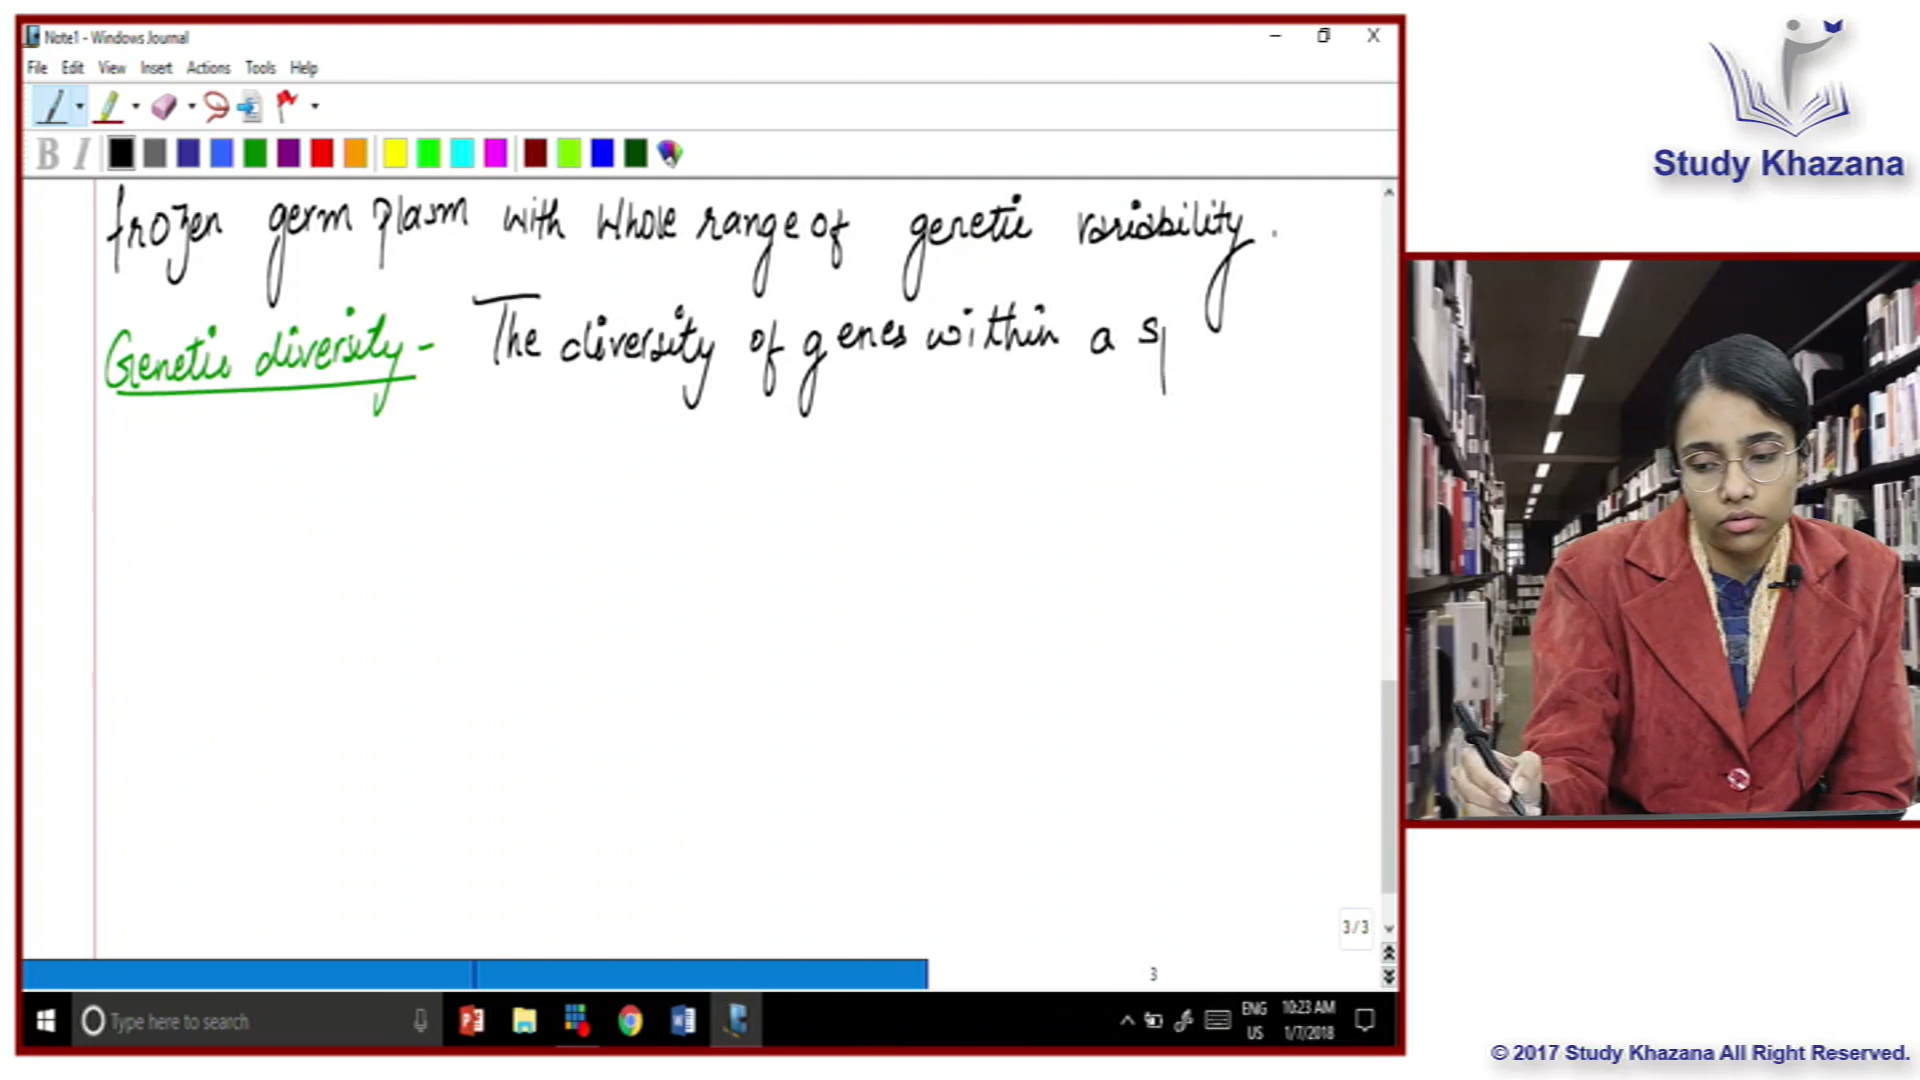 Note1 - Windows Journal
File Edit View Insert Actions Tools Help
B I
frozen germ plasm with whole range of genetic variability.
Genetic diversity - The diversity of genes within a sp
3/3
3
Type here to search
ENG
US
10:23 AM
1/7/2018
Study Khazana
© 2017 Study Khazana All Right Reserved.